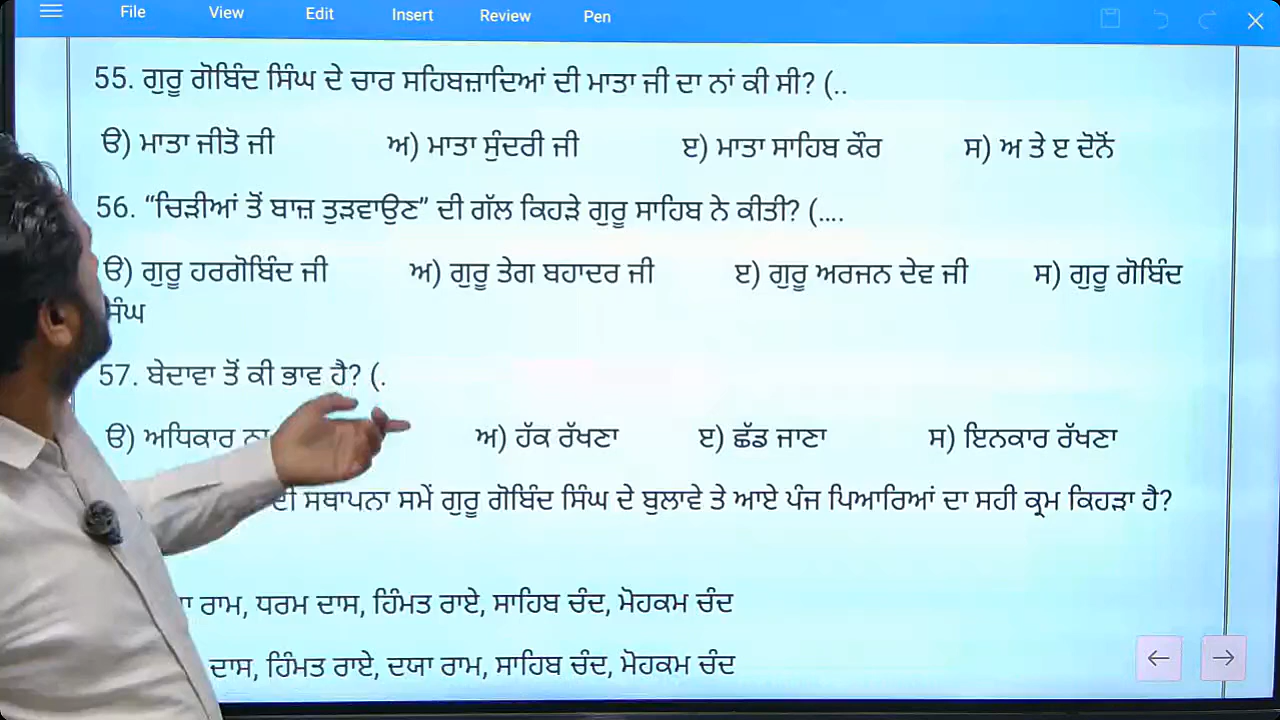 File View Edit Insert Review Pen
55. ਗੁਰੂ ਗੋਬਿੰਦ ਸਿੰਘ ਦੇ ਚਾਰ ਸਹਿਬਜ਼ਾਦਿਆਂ ਦੀ ਮਾਤਾ ਜੀ ਦਾ ਨਾਂ ਕੀ ਸੀ? (..
ੳ) ਮਾਤਾ ਜੀਤੋ ਜੀ ਅ) ਮਾਤਾ ਸੁੰਦਰੀ ਜੀ ੲ) ਮਾਤਾ ਸਾਹਿਬ ਕੌਰ ਸ) ਅ ਤੇ ੲ ਦੋਨੋਂ
56. “ਚਿੜੀਆਂ ਤੋਂ ਬਾਜ਼ ਤੁੜਵਾਉਣ” ਦੀ ਗੱਲ ਕਿਹੜੇ ਗੁਰੂ ਸਾਹਿਬ ਨੇ ਕੀਤੀ? (....
ੳ) ਗੁਰੂ ਹਰਗੋਬਿੰਦ ਜੀ ਅ) ਗੁਰੂ ਤੇਗ ਬਹਾਦਰ ਜੀ ੲ) ਗੁਰੂ ਅਰਜਨ ਦੇਵ ਜੀ ਸ) ਗੁਰੂ ਗੋਬਿੰਦ
ਸਿੰਘ
57. ਬੇਦਾਵਾ ਤੋਂ ਕੀ ਭਾਵ ਹੈ? (.
ੳ) ਅਧਿਕਾਰ ਅ) ਹੱਕ ਰੱਖਣਾ ੲ) ਛੱਡ ਜਾਣਾ ਸ) ਇਨਕਾਰ ਰੱਖਣਾ
ਦੀ ਸਥਾਪਨਾ ਸਮੇਂ ਗੁਰੂ ਗੋਬਿੰਦ ਸਿੰਘ ਦੇ ਬੁਲਾਵੇ ਤੇ ਆਏ ਪੰਜ ਪਿਆਰਿਆਂ ਦਾ ਸਹੀ ਕ੍ਰਮ ਕਿਹੜਾ ਹੈ?
ਰਾਮ, ਧਰਮ ਦਾਸ, ਹਿੰਮਤ ਰਾਏ, ਸਾਹਿਬ ਚੰਦ, ਮੋਹਕਮ ਚੰਦ
ਦਾਸ, ਹਿੰਮਤ ਰਾਏ, ਦਯਾ ਰਾਮ, ਸਾਹਿਬ ਚੰਦ, ਮੋਹਕਮ ਚੰਦ